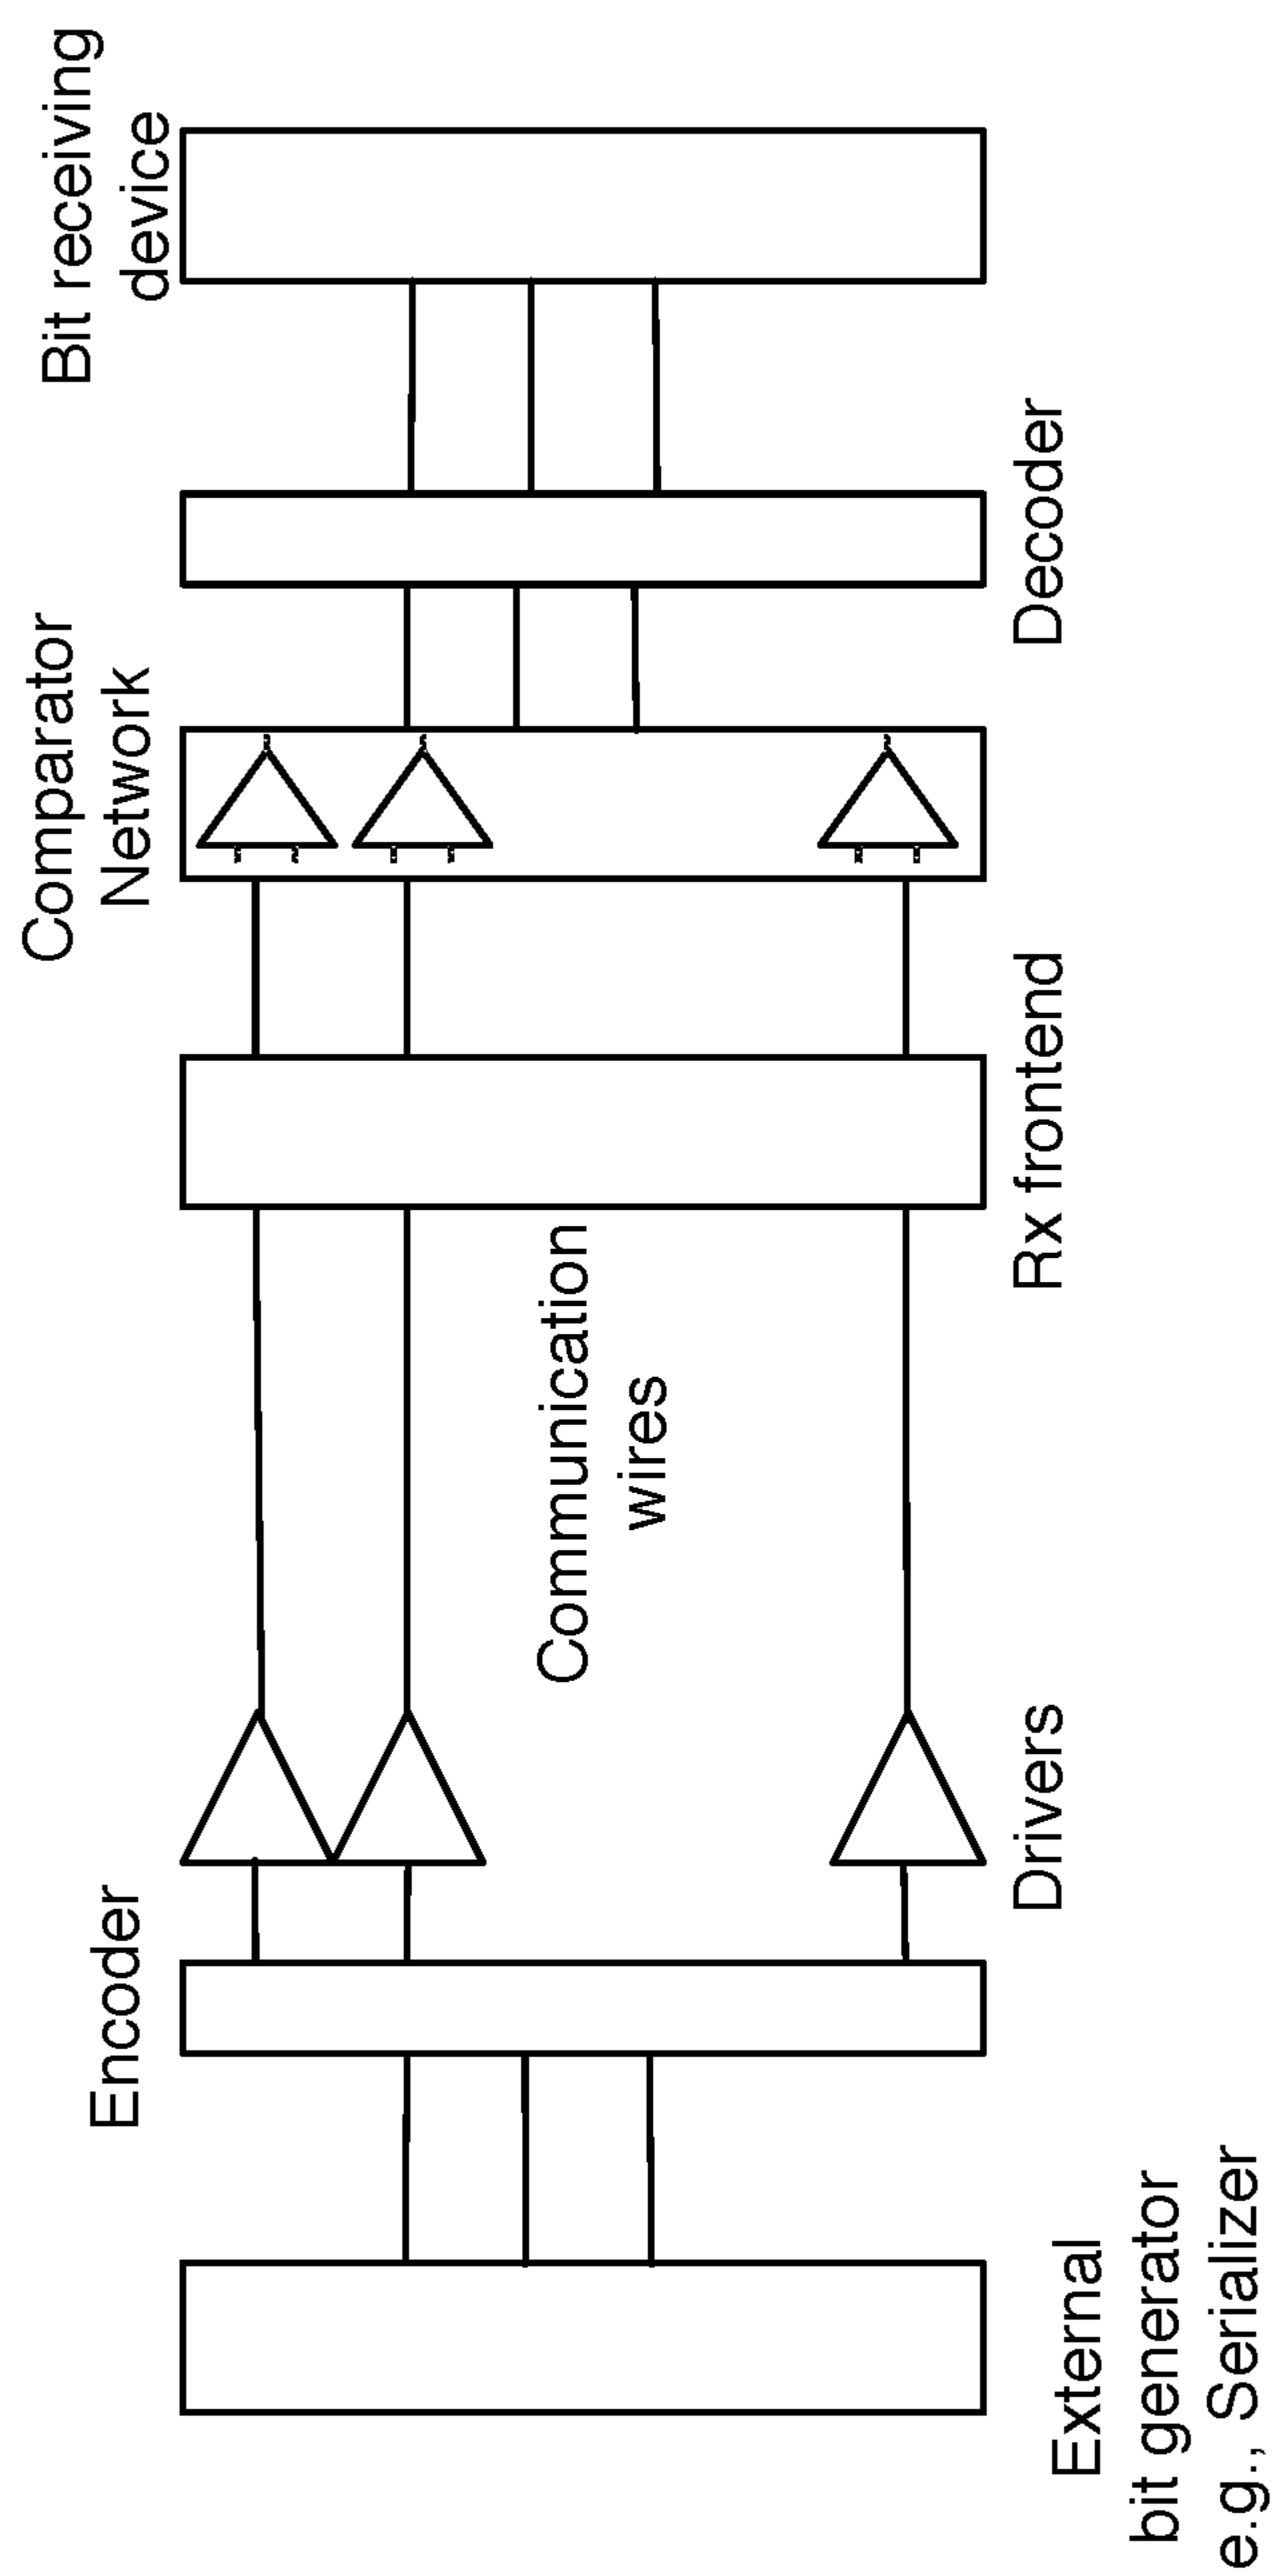 External
bit generator
e.g., Serializer
Encoder
Drivers
Communication
wires
Rx frontend
Comparator
Network
Decoder
Bit receiving
device